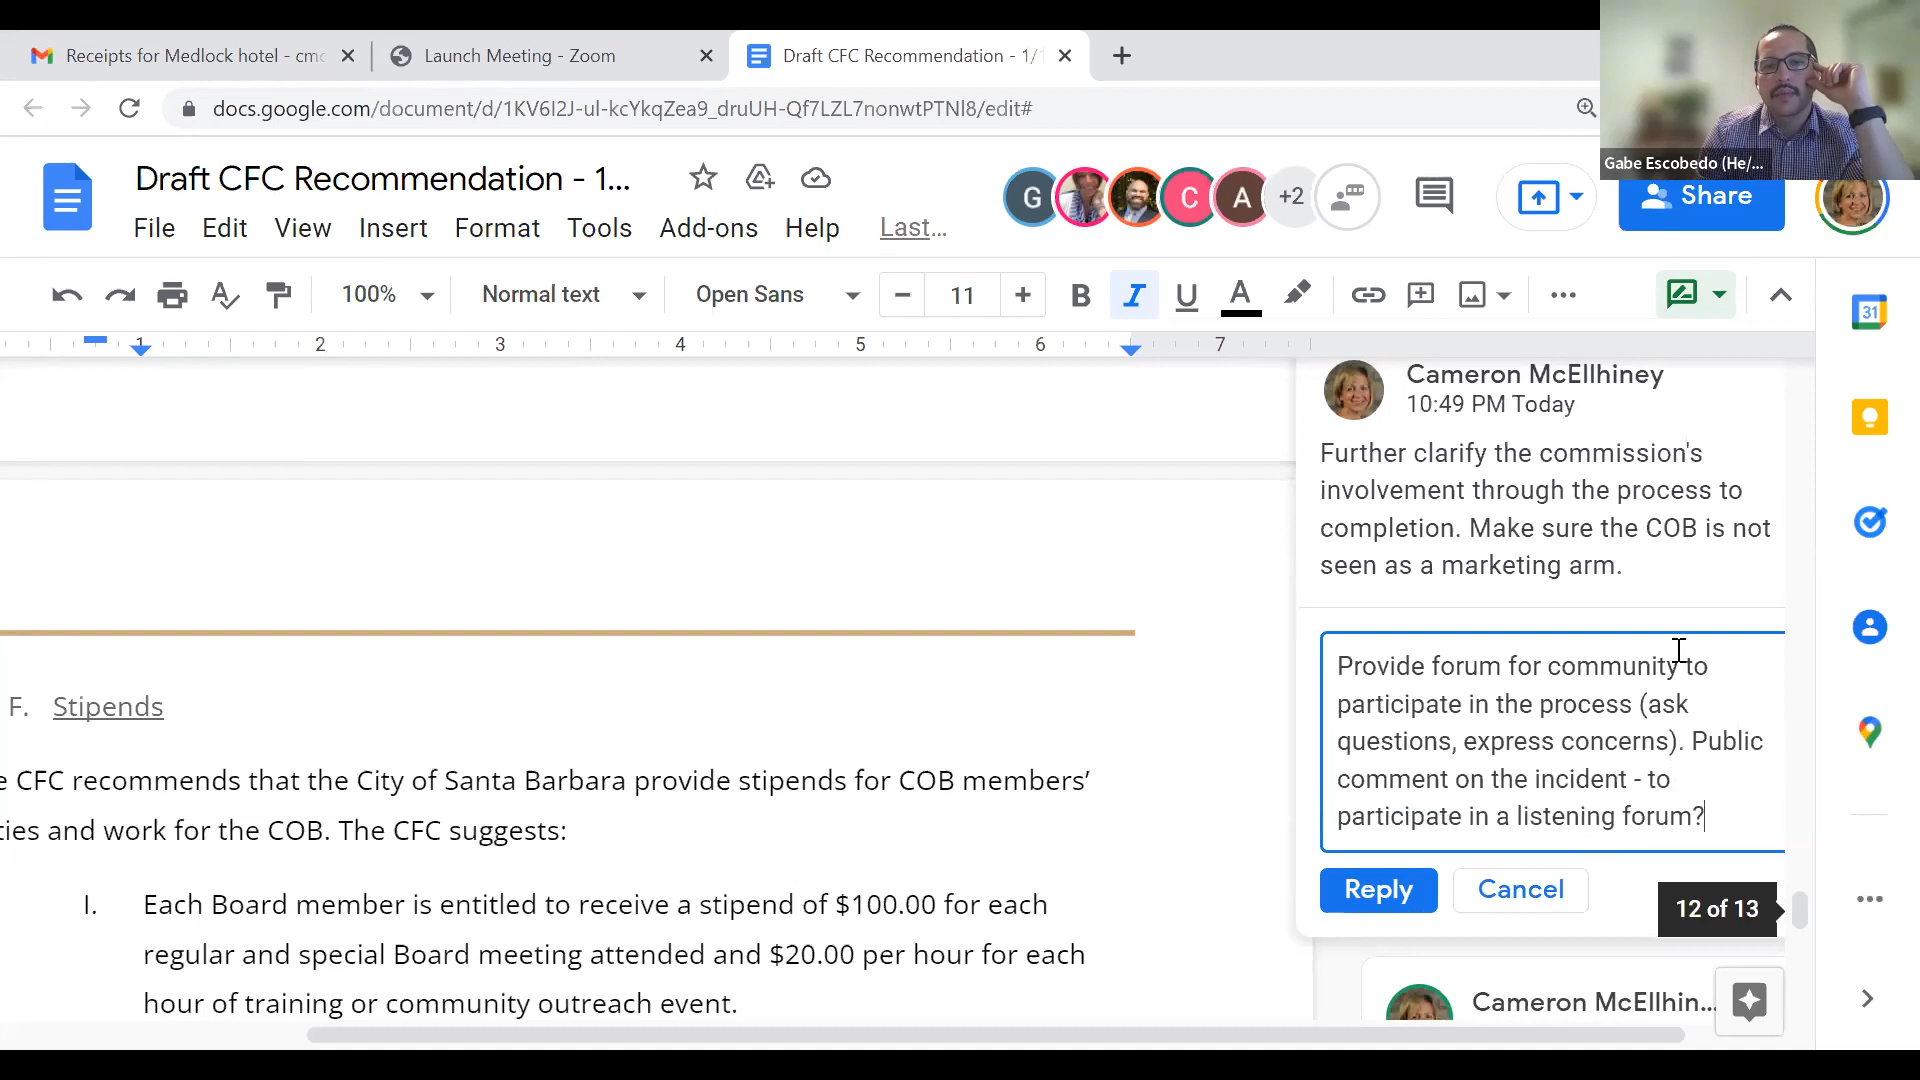 Receipts for Medlock hotel - cmc
Launch Meeting - Zoom
Draft CFC Recommendation - 1/
docs.google.com/document/d/1KV6I2J-ul-kcYkqZea9_druUH-Qf7LZL7nonwtPTNl8/edit#
Gabe Escobedo (He/...
Draft CFC Recommendation - 1...
G
C
A
+2
Share
File Edit View Insert Format Tools Add-ons Help Last...
100% Normal text Open Sans 11 B I U A
31
1 2 3 4 5 6 7
Cameron McEllhiney
10:49 PM Today
Further clarify the commission's
involvement through the process to
completion. Make sure the COB is not
seen as a marketing arm.
Provide forum for community to
participate in the process (ask
questions, express concerns). Public
comment on the incident - to
participate in a listening forum?
Reply Cancel
12 of 13
Cameron McEllhin...
F. Stipends
e CFC recommends that the City of Santa Barbara provide stipends for COB members’
ties and work for the COB. The CFC suggests:
I. Each Board member is entitled to receive a stipend of $100.00 for each
regular and special Board meeting attended and $20.00 per hour for each
hour of training or community outreach event.